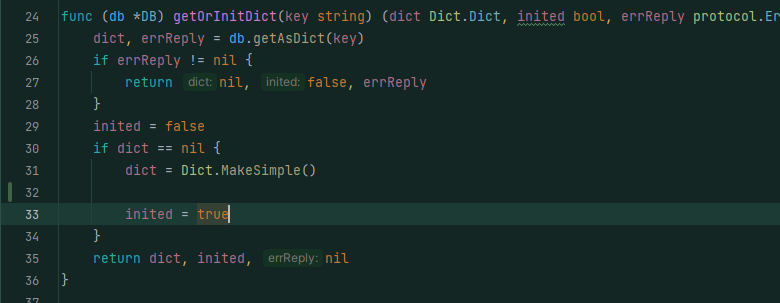 24 func (db *DB) getOrInitDict(key string) (dict Dict.Dict, inited bool, errReply protocol.Er
25 dict, errReply = db.getAsDict(key)
26 if errReply != nil {
27 return dict: nil, inited: false, errReply
28 }
29 inited = false
30 if dict == nil {
31 dict = Dict.MakeSimple()
32
33 inited = true
34 }
35 return dict, inited, errReply: nil
36 }
37